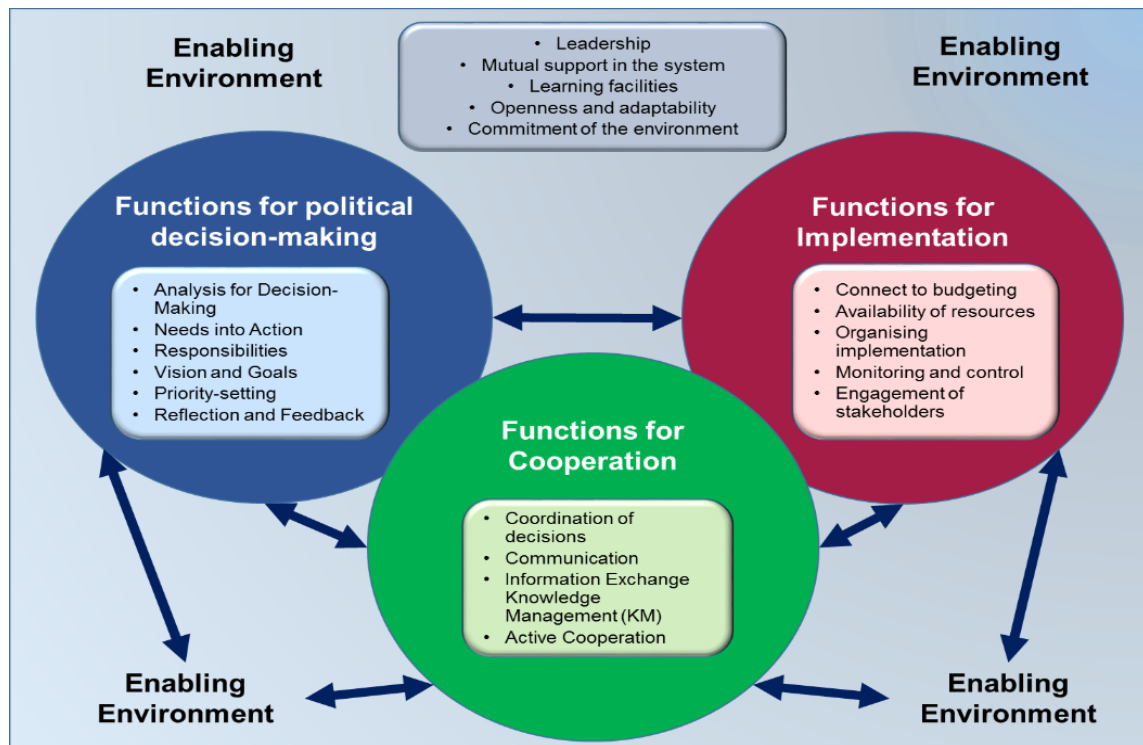 Enabling
Environment
• Leadership
• Mutual support in the system
• Learning facilities
• Openness and adaptability
• Commitment of the environment
Enabling
Environment
Functions for political
decision-making
• Analysis for Decision-
Making
• Needs into Action
• Responsibilities
• Vision and Goals
• Priority-setting
• Reflection and Feedback
Functions for
Implementation
• Connect to budgeting
• Availability of resources
• Organising
implementation
• Monitoring and control
• Engagement of
stakeholders
Functions for
Cooperation
• Coordination of
decisions
• Communication
• Information Exchange
Knowledge
Management (KM)
• Active Cooperation
Enabling
Environment
Enabling
Environment